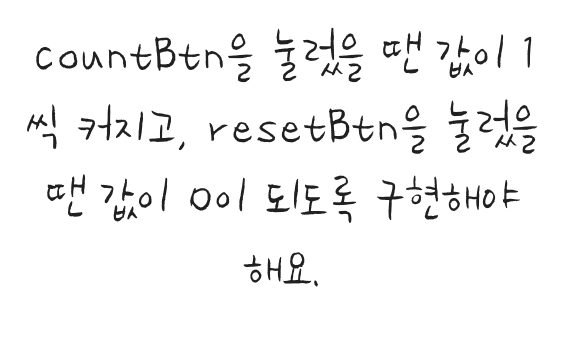 countBtn을 눌렀을 땐 값이 1
씩 커지고, resetBtn을 눌렀을
땐 값이 0이 되도록 구현해야
해요.